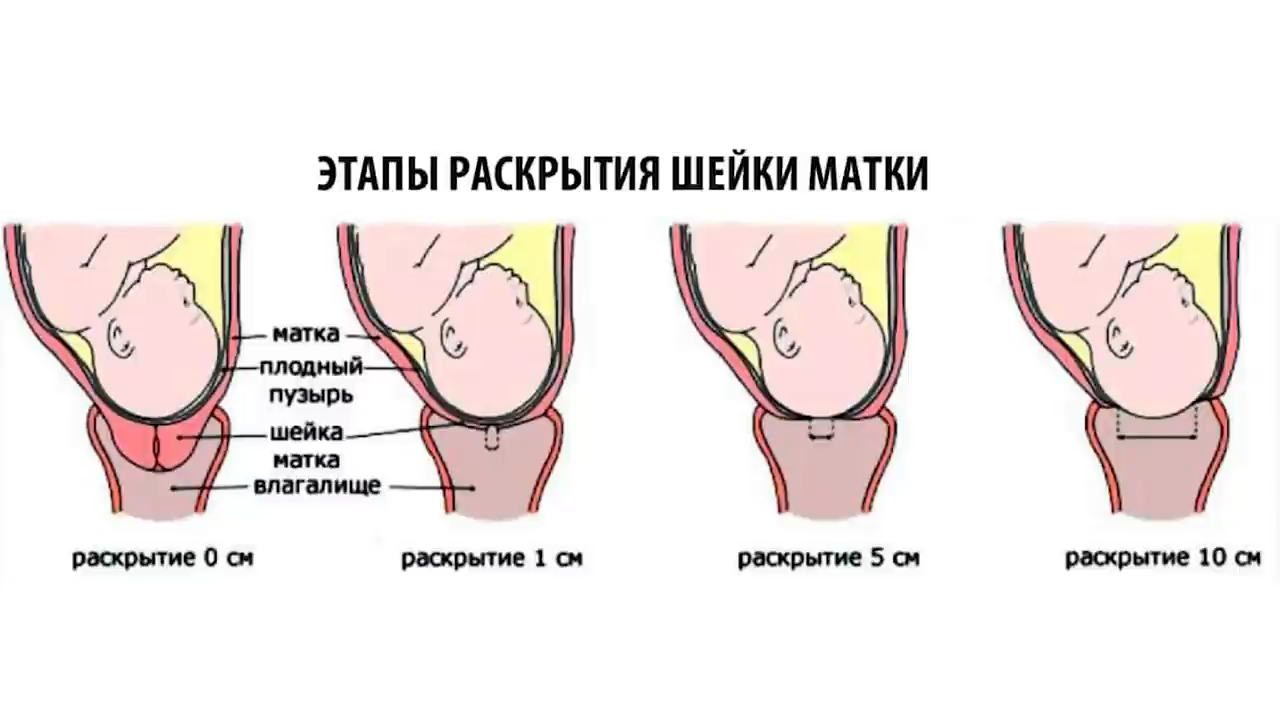 ЭТАПЫ РАСКРЫТИЯ ШЕЙКИ МАТКИ
матка
плодный
пузырь
шейка
матка
влагалище
раскрытие 0 см
раскрытие 1 см
раскрытие 5 см
раскрытие 10 см